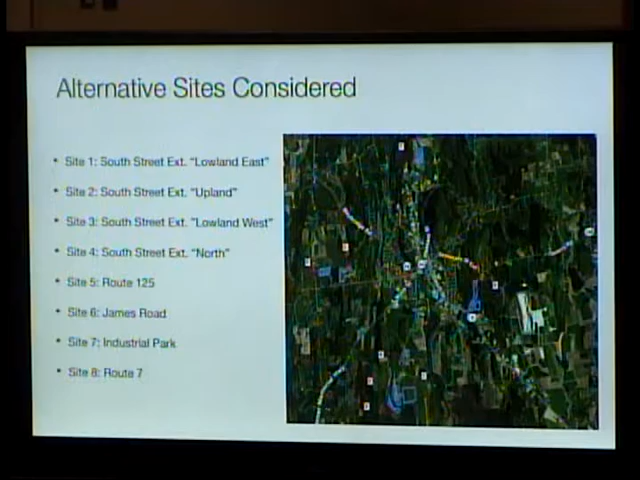 Alternative Sites Considered
• Site 1: South Street Ext. "Lowland East"
• Site 2: South Street Ext. "Upland"
• Site 3: South Street Ext. "Lowland West"
• Site 4: South Street Ext. "North"
• Site 5: Route 125
• Site 6: James Road
• Site 7: Industrial Park
• Site 8: Route 7